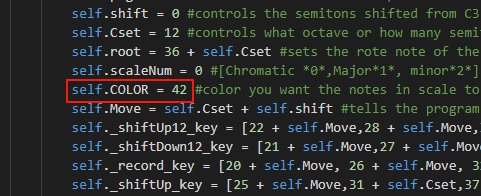 self.shift = 0 #controls the semitons shifted from C3
self.Cset = 12 #controls what octave or how many semi
self.root = 36 + self.Cset #sets the rote note of the
self.scaleNum = 0 #[Chromatic *0*,Major*1*, minor*2*]
self.COLOR = 42 #color you want the notes in scale to
self.Move = self.Cset + self.shift #tells the program
self._shiftUp12_key = [22 + self.Move,28 + self.Move,
self._shiftDown12_key = [21 + self.Move,27 + self.Move
self._record_key = [20 + self.Move, 26 + self.Move, 3
self._shiftUp_key = [25 + self.Move,31 + self.Cset,37